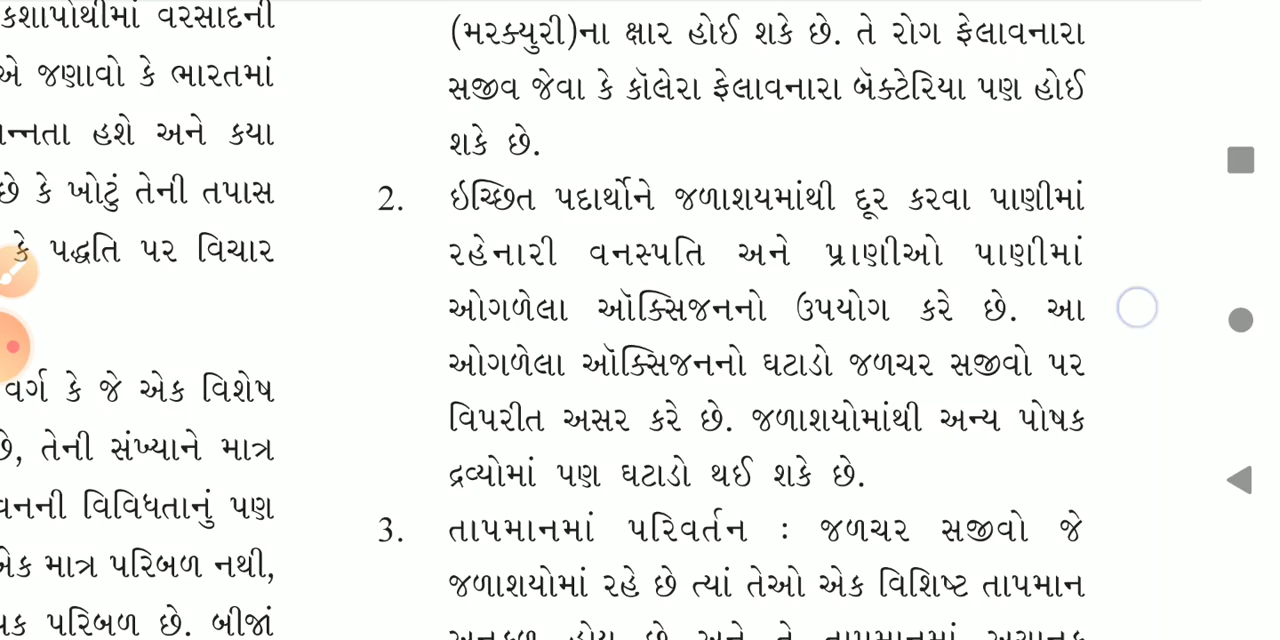 કશાપોથીમાં વરસાદની
એ જણાવો કે ભારતમાં
ન્નતા હશે અને કયા
છે કે ખોટું તેની તપાસ
કે પદ્ધતિ પર વિચાર
વર્ગ કે જે એક વિશેષ
છે, તેની સંખ્યાને માત્ર
વનની વિવિધતાનું પણ
એક માત્ર પરિબળ નથી,
પરિબળ છે. બીજાં
(મરક્યુરી)ના ક્ષાર હોઈ શકે છે. તે રોગ ફેલાવનારા
સજીવ જેવા કે કૉલેરા ફેલાવનારા બૅક્ટેરિયા પણ હોઈ
શકે છે.
2. ઇચ્છિત પદાર્થોને જળાશયમાંથી દૂર કરવા પાણીમાં
રહેનારી વનસ્પતિ અને પ્રાણીઓ પાણીમાં
ઓગળેલા ઑક્સિજનનો ઉપયોગ કરે છે. આ
ઓગળેલા ઑક્સિજનનો ઘટાડો જળચર સજીવો પર
વિપરીત અસર કરે છે. જળાશયોમાંથી અન્ય પોષક
દ્રવ્યોમાં પણ ઘટાડો થઈ શકે છે.
3. તાપમાનમાં પરિવર્તન : જળચર સજીવો જે
જળાશયોમાં રહે છે ત્યાં તેઓ એક વિશિષ્ટ તાપમાન